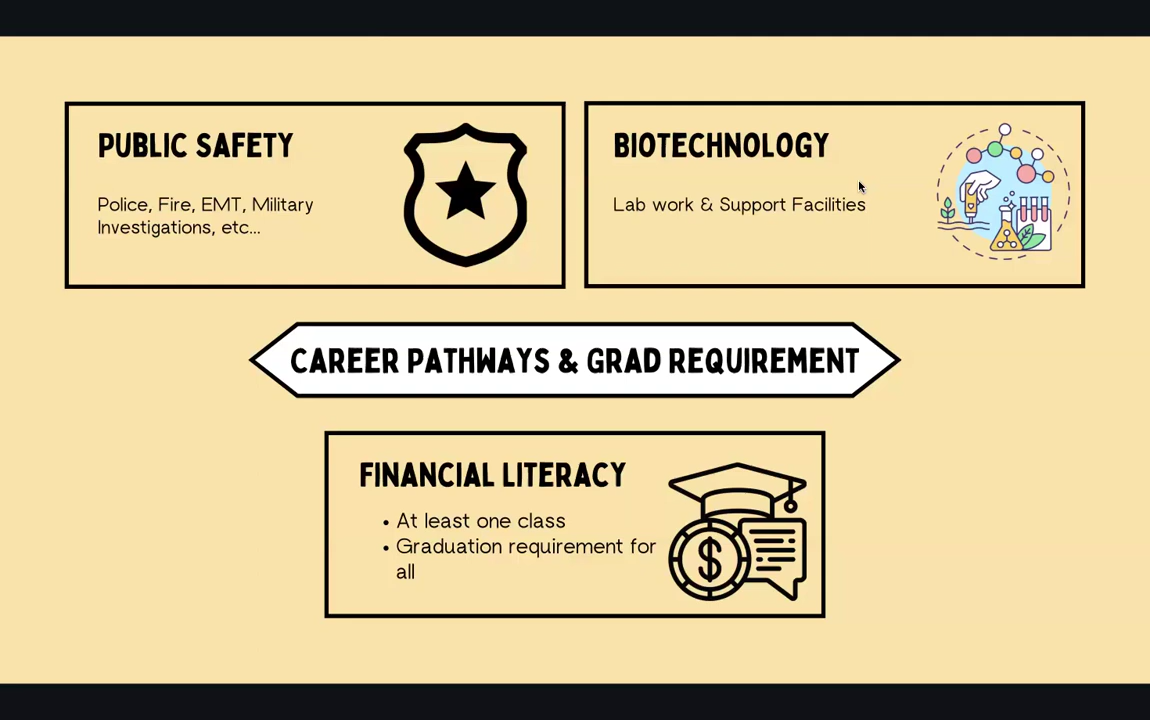 PUBLIC SAFETY
Police, Fire, EMT, Military
Investigations, etc...
BIOTECHNOLOGY
Lab work & Support Facilities
CAREER PATHWAYS & GRAD REQUIREMENT
FINANCIAL LITERACY
• At least one class
• Graduation requirement for
all
$